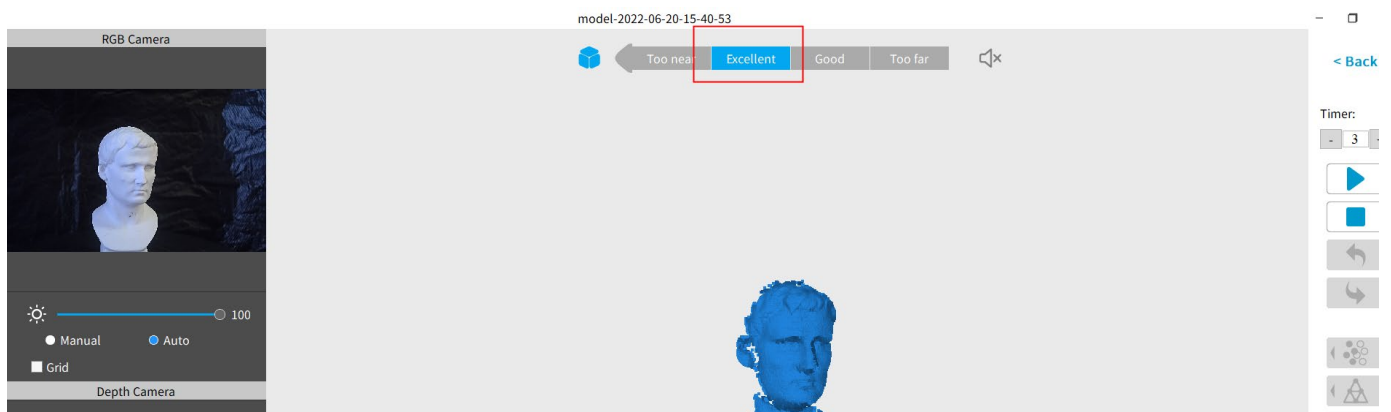 model-2022-06-20-15-40-53
RGB Camera
Too near Excellent Good Too far
< Back
Timer:
- 3
100
Manual Auto
Grid
Depth Camera